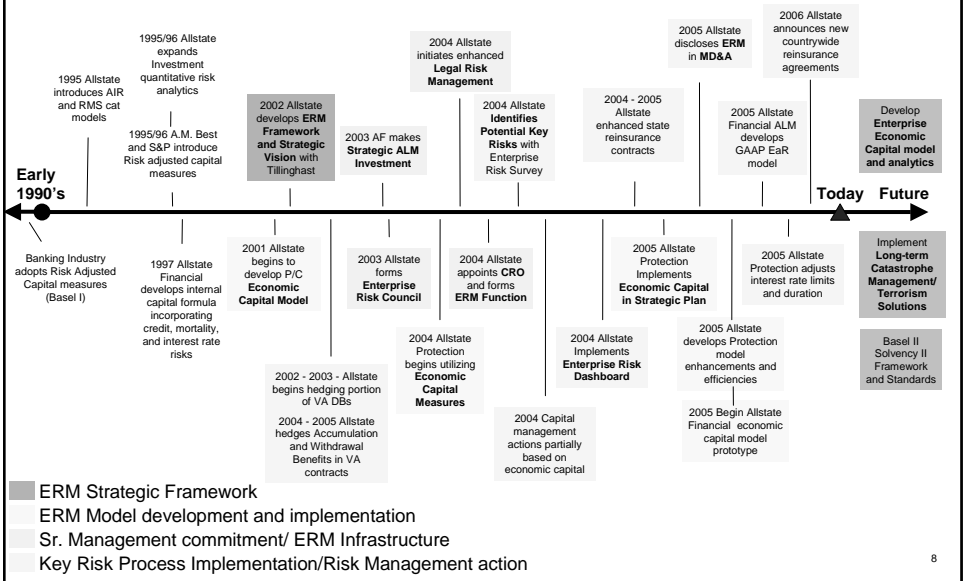 1995 Allstate
introduces AIR
and RMS cat
models
1995/96 Allstate
expands
Investment
quantitative risk
analytics
1995/96 A.M. Best
and S&P introduce
Risk adjusted capital
measures
2002 Allstate
develops ERM
Framework
and Strategic
Vision with
Tillinghast
2003 AF makes
Strategic ALM
Investment
2004 Allstate
initiates enhanced
Legal Risk
Management
2004 Allstate
Identifies
Potential Key
Risks with
Enterprise
Risk Survey
2004 - 2005
Allstate
enhanced state
reinsurance
contracts
2005 Allstate
discloses ERM
in MD&A
2005 Allstate
Financial ALM
develops
GAAP EaR
model
2006 Allstate
announces new
countrywide
reinsurance
agreements
Develop
Enterprise
Economic
Capital model
and analytics
Early
1990's
Today Future
Banking Industry
adopts Risk Adjusted
Capital measures
(Basel I)
1997 Allstate
Financial
develops internal
capital formula
incorporating
credit, mortality,
and interest rate
risks
2001 Allstate
begins to
develop P/C
Economic
Capital Model
2002 - 2003 - Allstate
begins hedging portion
of VA DBs
2004 - 2005 Allstate
hedges Accumulation
and Withdrawal
Benefits in VA
contracts
2003 Allstate
forms
Enterprise
Risk Council
2004 Allstate
Protection
begins utilizing
Economic
Capital
Measures
2004 Allstate
appoints CRO
and forms
ERM Function
2004 Capital
management
actions partially
based on
economic capital
2004 Allstate
Implements
Enterprise Risk
Dashboard
2005 Allstate
Protection
Implements
Economic Capital
in Strategic Plan
2005 Allstate
develops Protection
model
enhancements and
efficiencies
2005 Begin Allstate
Financial economic
capital model
prototype
2005 Allstate
Protection adjusts
interest rate limits
and duration
Implement
Long-term
Catastrophe
Management/
Terrorism
Solutions
Basel II
Solvency II
Framework
and Standards
ERM Strategic Framework
ERM Model development and implementation
Sr. Management commitment/ ERM Infrastructure
Key Risk Process Implementation/Risk Management action
8